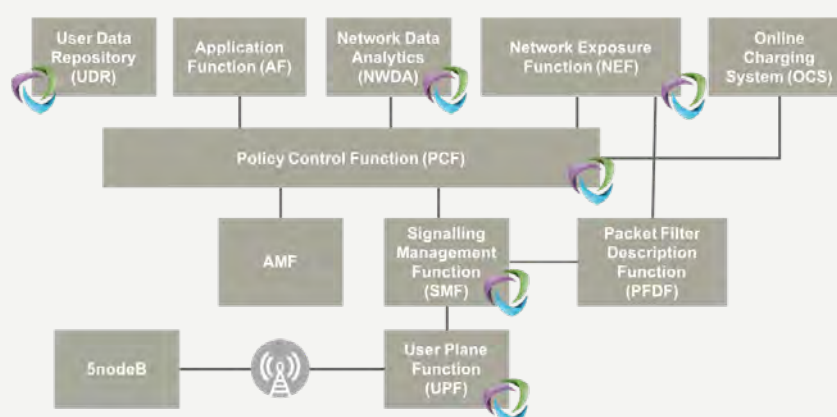 User Data
Repository
(UDR)
Application
Function (AF)
Network Data
Analytics
(NWDA)
Network Exposure
Function (NEF)
Online
Charging
System (OCS)
Policy Control Function (PCF)
AMF
Signalling
Management
Function
(SMF)
Packet Filter
Description
Function
(PFDF)
5nodeB
User Plane
Function
(UPF)